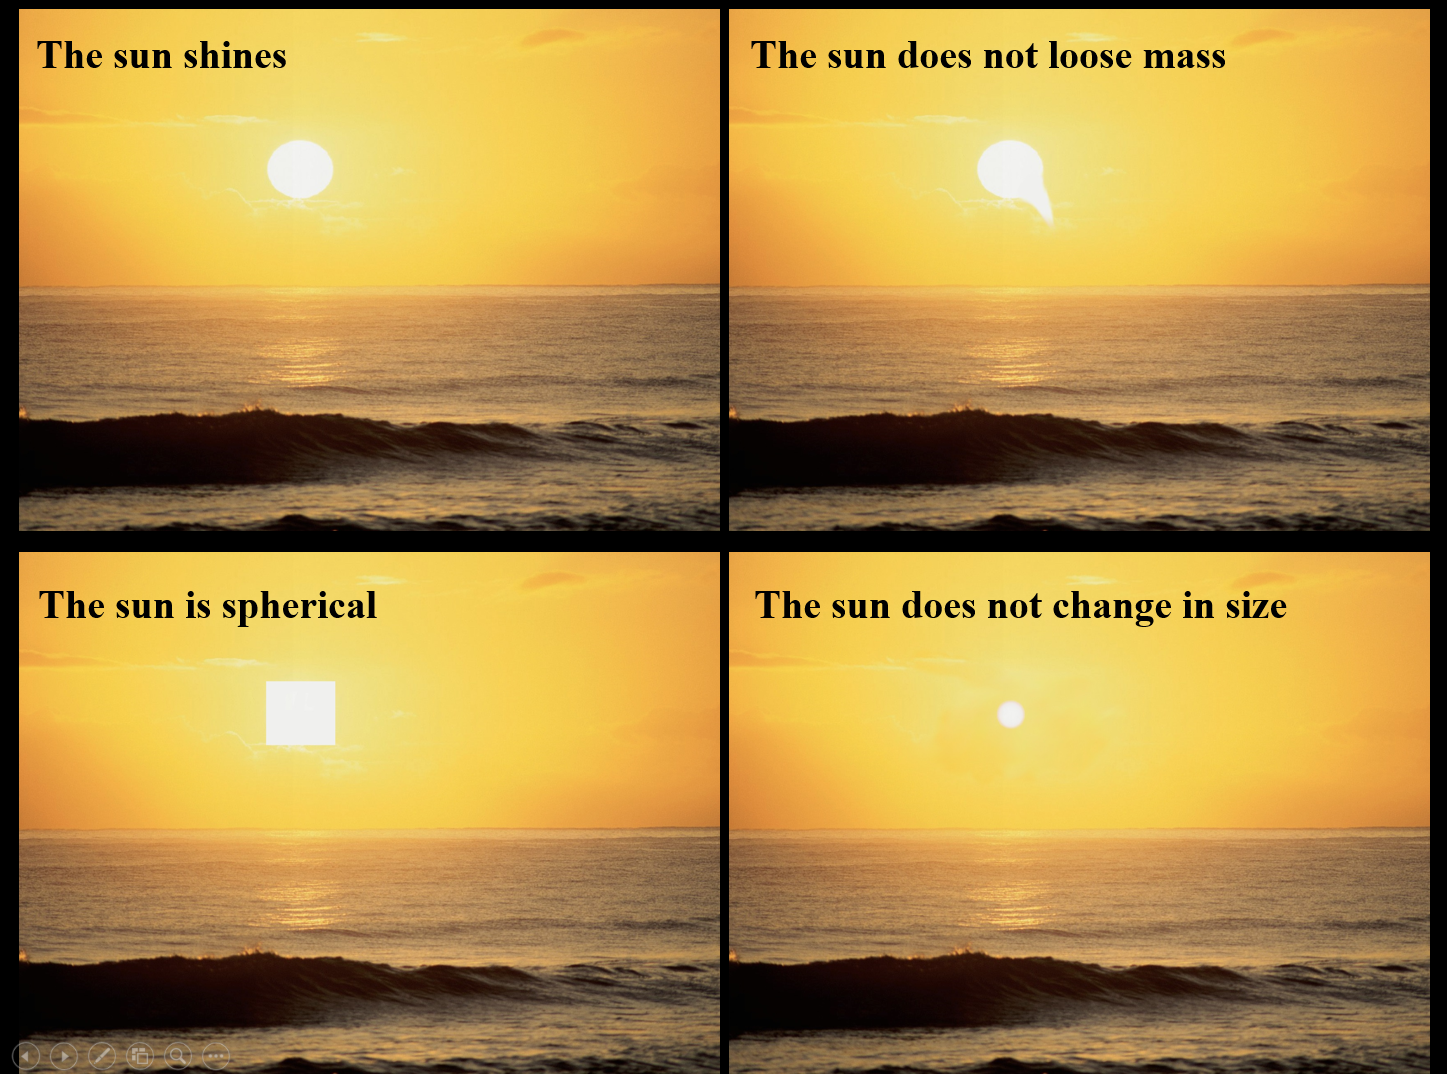 The sun shines
The sun does not loose mass
The sun is spherical
The sun does not change in size